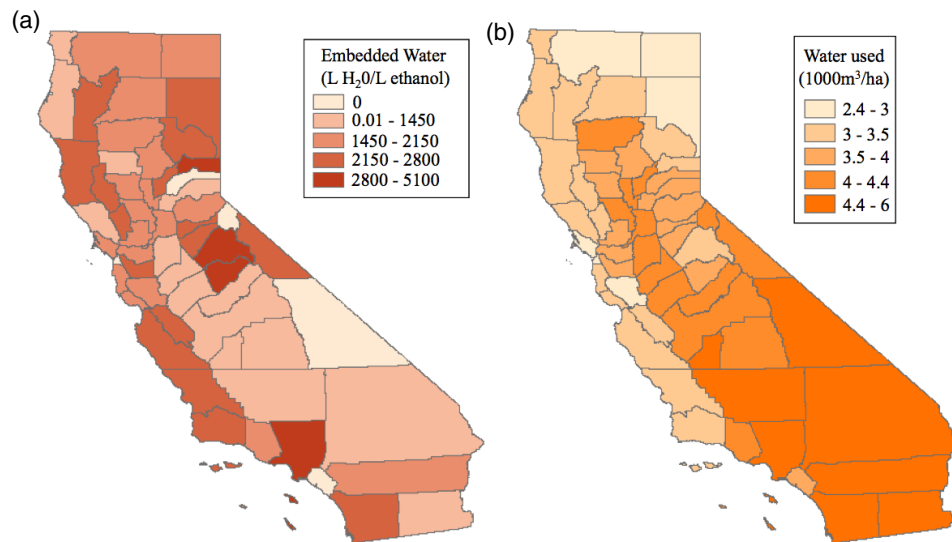 (a)
Embedded Water
(L H₂0/L ethanol)
0
0.01 - 1450
1450 - 2150
2150 - 2800
2800 - 5100
(b)
Water used
(1000m³/ha)
2.4 - 3
3 - 3.5
3.5 - 4
4 - 4.4
4.4 - 6